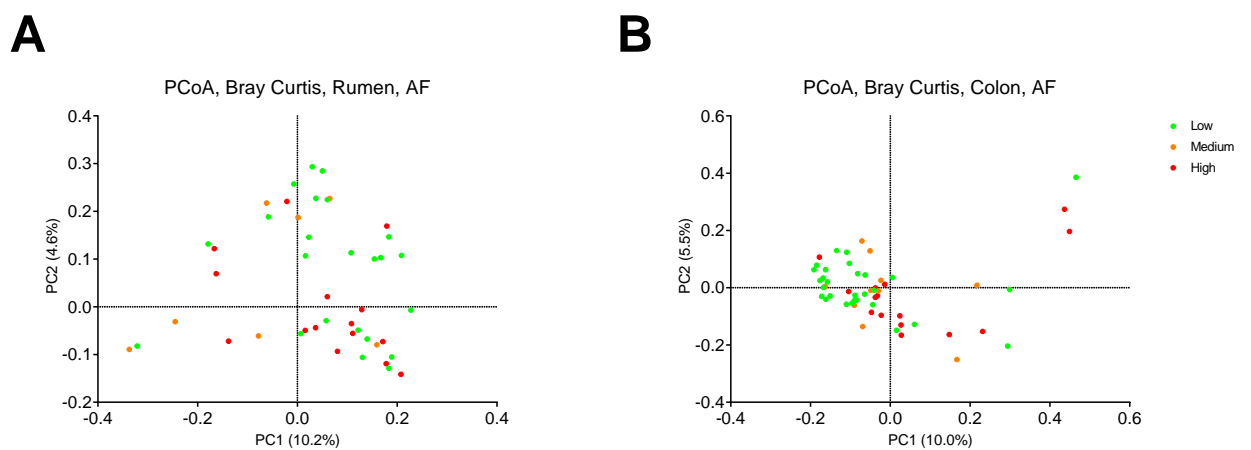 A
B
PCoA, Bray Curtis, Rumen, AF
PCoA, Bray Curtis, Colon, AF
0.4
0.3
0.2
0.1
0.0
-0.1
-0.2
PC2 (4.6%)
-0.4
-0.2
0.0
0.2
0.4
PC1 (10.2%)
0.6
0.4
0.2
0.0
-0.2
-0.4
PC2 (5.5%)
-0.4
-0.2
0.0
0.2
0.4
0.6
PC1 (10.0%)
Low
Medium
High